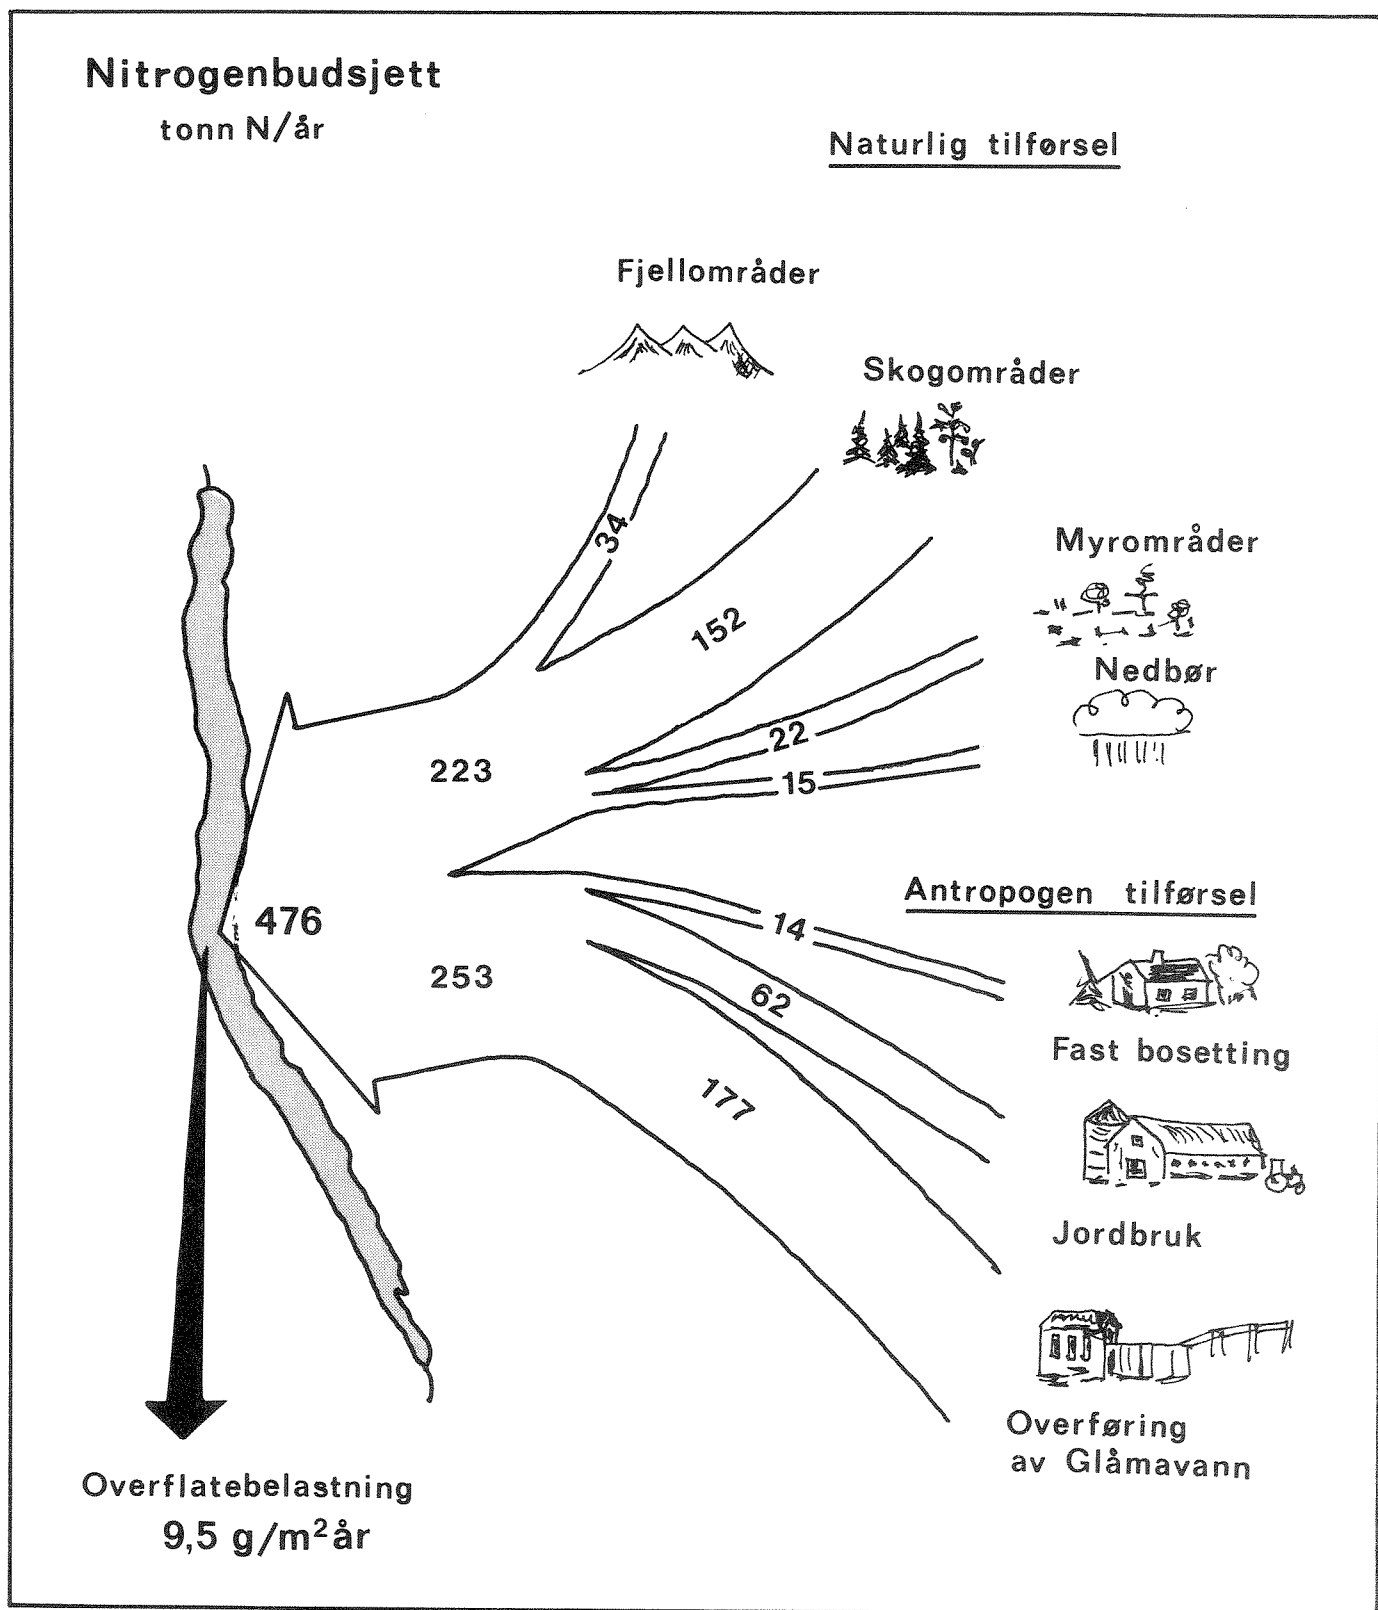 Nitrogenbudsjett
tonn N/år
Naturlig tilførsel
Fjellområder
Skogområder
34
Myrområder
152
Nedbør
22
223
15
Antropogen tilførsel
476
14
253
62
Fast bosetting
177
Jordbruk
Overføring
av Glåmavann
Overflatebelastning
9,5 g/m²år